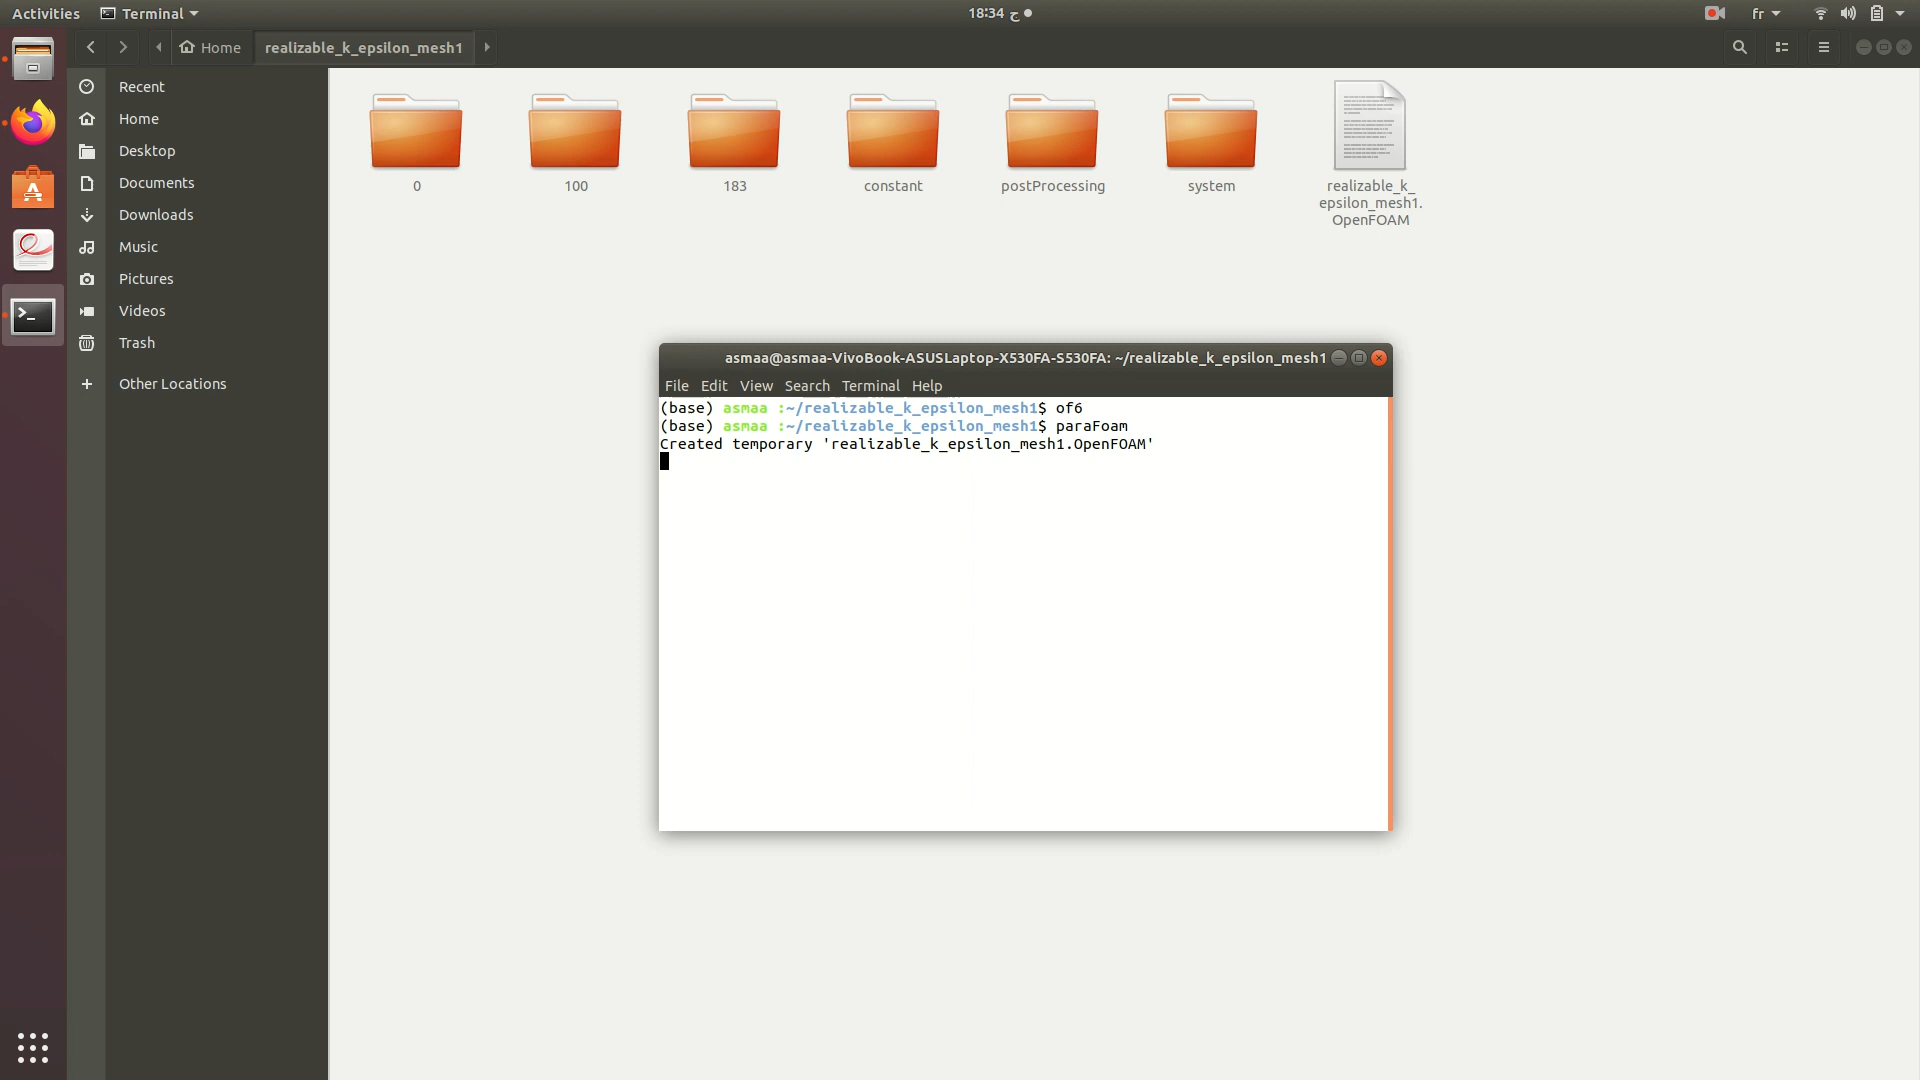 Activities
Terminal
18:34 ح
fr
Home
realizable_k_epsilon_mesh1
Recent
Home
Desktop
Documents
Downloads
Music
Pictures
Videos
Trash
Other Locations
0
100
183
constant
postProcessing
system
realizable_k_
epsilon_mesh1.
OpenFOAM
asmaa@asmaa-VivoBook-ASUSLaptop-X530FA-S530FA: ~/realizable_k_epsilon_mesh1
File Edit View Search Terminal Help
(base) asmaa :~/realizable_k_epsilon_mesh1$ of6
(base) asmaa :~/realizable_k_epsilon_mesh1$ paraFoam
Created temporary 'realizable_k_epsilon_mesh1.OpenFOAM'